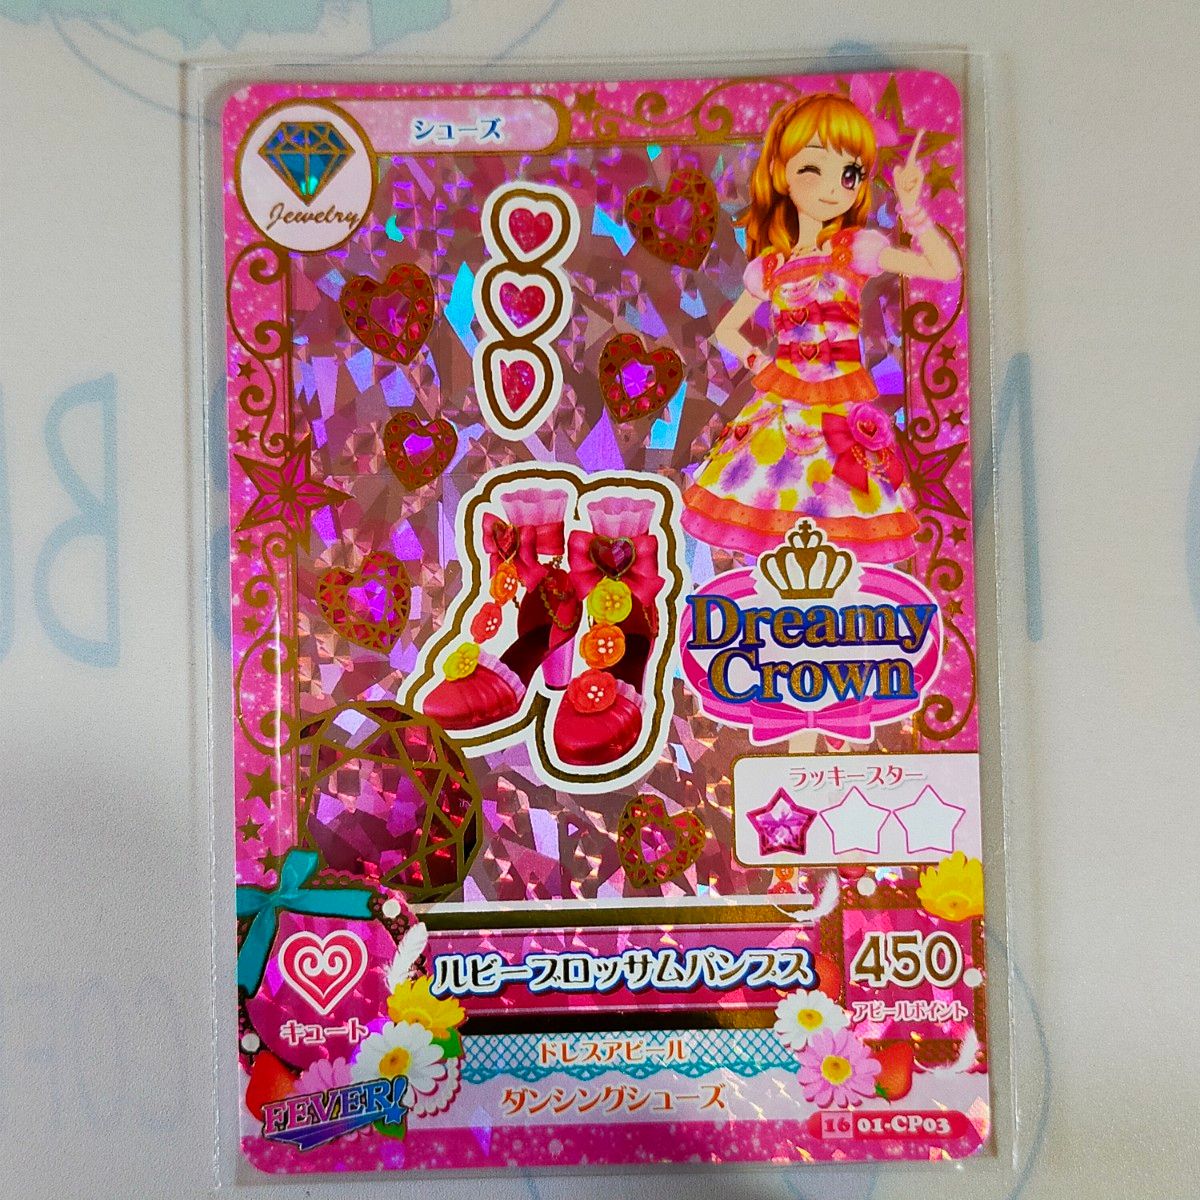 シューズ
Jewelry
Dreamy
Crown
ラッキースター
ルビーブロッサムパンプス
450
アピールポイント
キュート
ドレスアピール
ダンシングシューズ
FEVER!
16 01-CP03